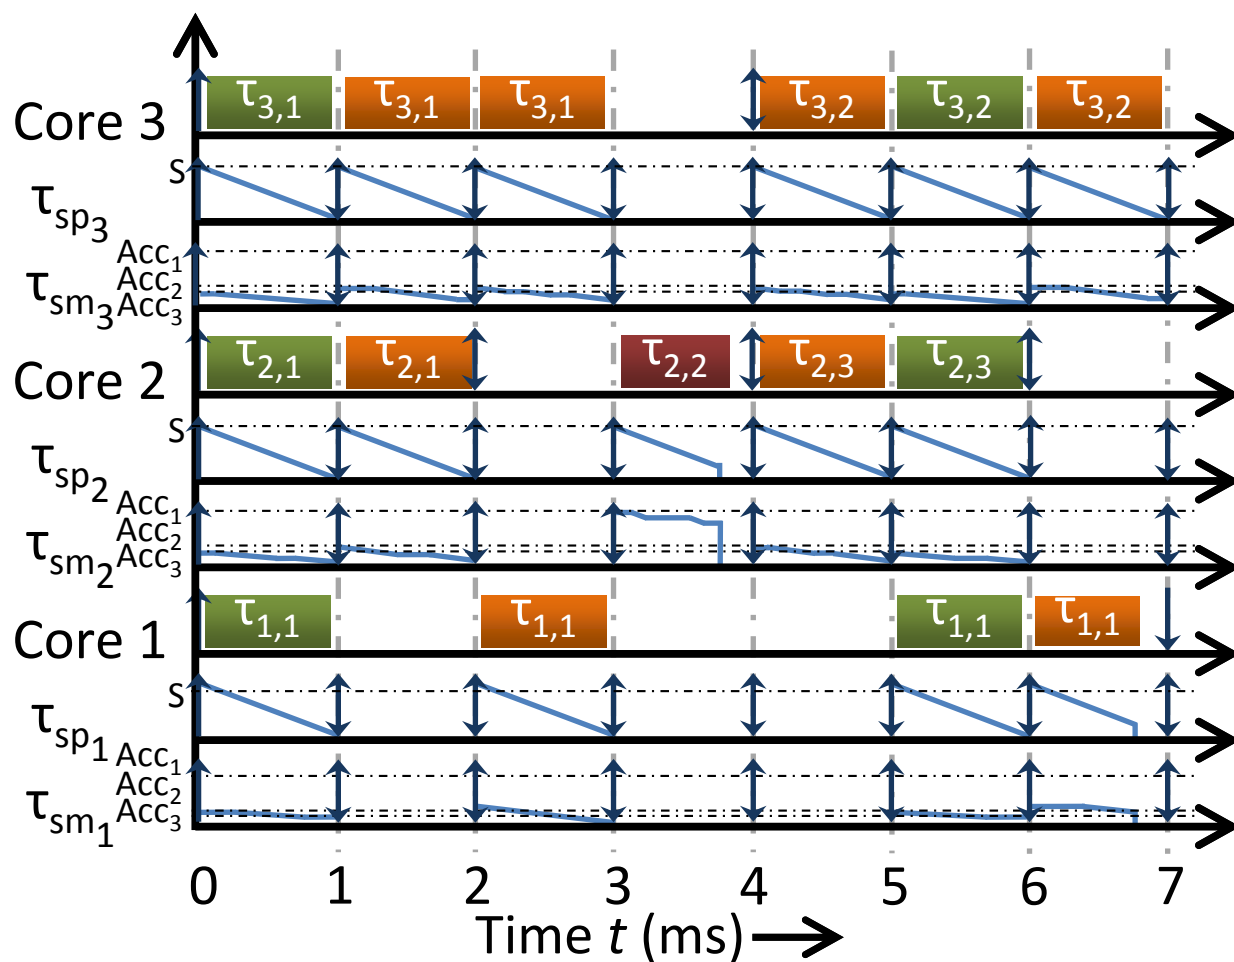 τ3,1 τ3,1 τ3,1 τ3,2 τ3,2 τ3,2
Core 3
S
τsp3
Acc1
Acc2
τsm3 Acc3
τ2,1 τ2,1 τ2,2 τ2,3 τ2,3
Core 2
S
τsp2
Acc1
Acc2
τsm2 Acc3
τ1,1 τ1,1 τ1,1 τ1,1
Core 1
S
τsp1
Acc1
Acc2
τsm1 Acc3
0 1 2 3 4 5 6 7
Time t (ms)